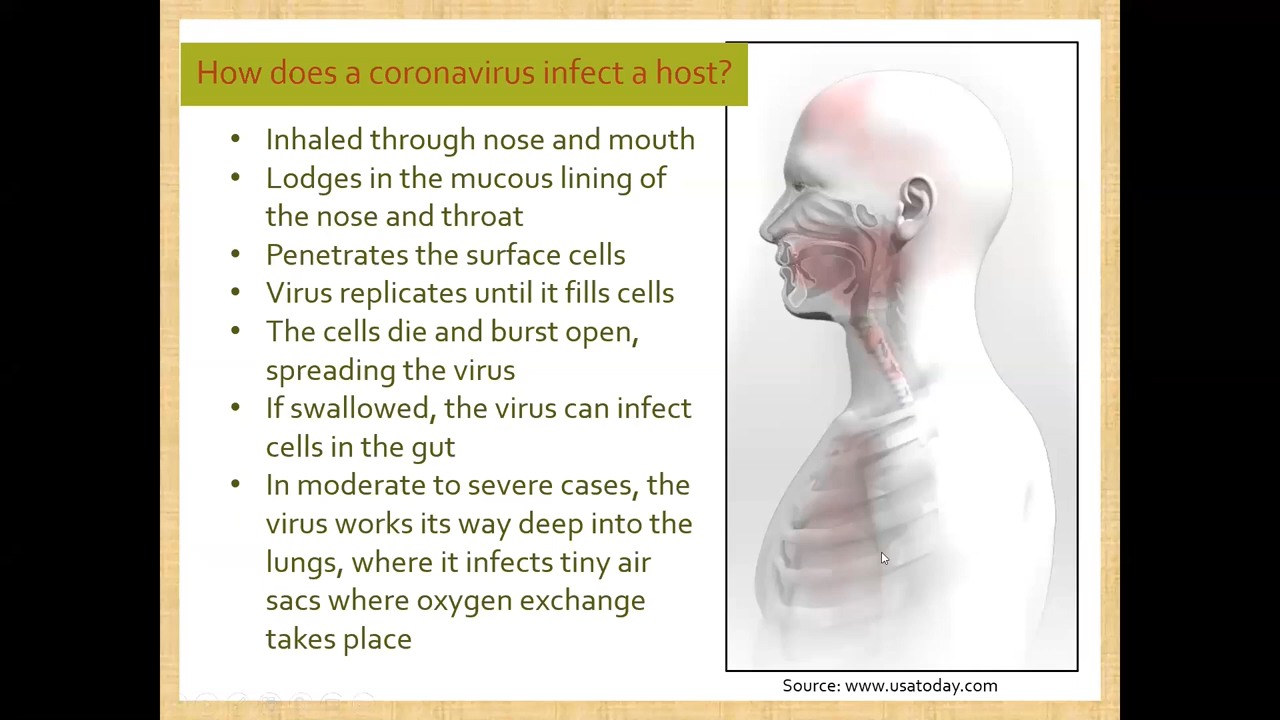 How does a coronavirus infect a host?
• Inhaled through nose and mouth
• Lodges in the mucous lining of
the nose and throat
• Penetrates the surface cells
• Virus replicates until it fills cells
• The cells die and burst open,
spreading the virus
• If swallowed, the virus can infect
cells in the gut
• In moderate to severe cases, the
virus works its way deep into the
lungs, where it infects tiny air
sacs where oxygen exchange
takes place
Source: www.usatoday.com